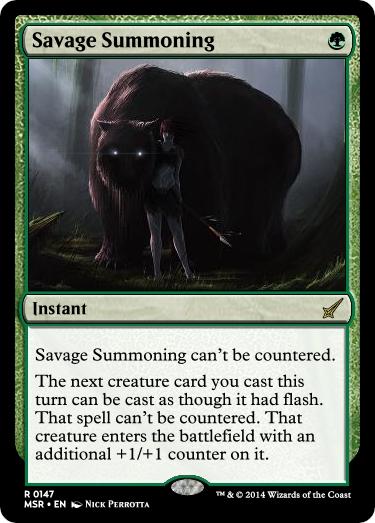 Savage Summoning
Instant
Savage Summoning can't be countered.
The next creature card you cast this
turn can be cast as though it had flash.
That spell can't be countered. That
creature enters the battlefield with an
additional +1/+1 counter on it.
R 0147
MSR • EN Nick Perrotta
™ & © 2014 Wizards of the Coast